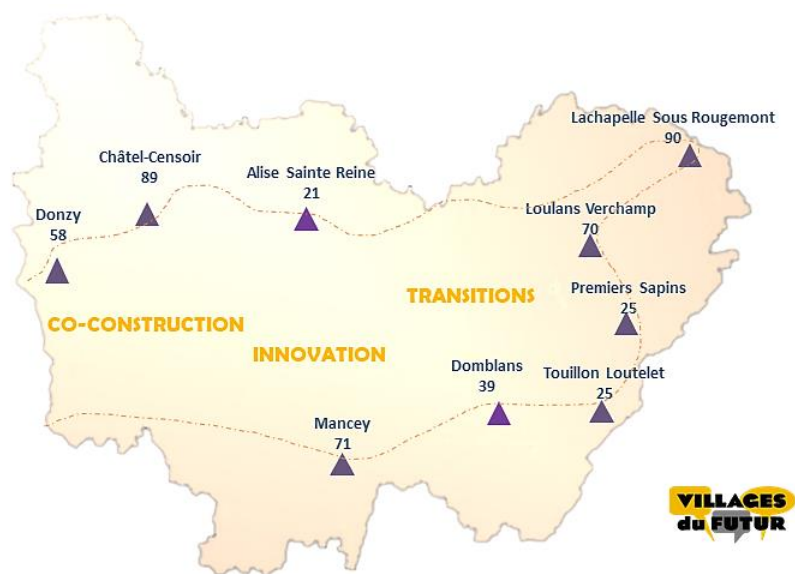 Lachapelle Sous Rougemont
90
Châtel-Censoir
89
Alise Sainte Reine
21
Donzy
58
Loulans Verchamp
70
Premiers Sapins
25
TRANSITIONS
CO-CONSTRUCTION
INNOVATION
Domblans
39
Touillon Loutelet
25
Mancey
71
VILLAGES
du FUTUR